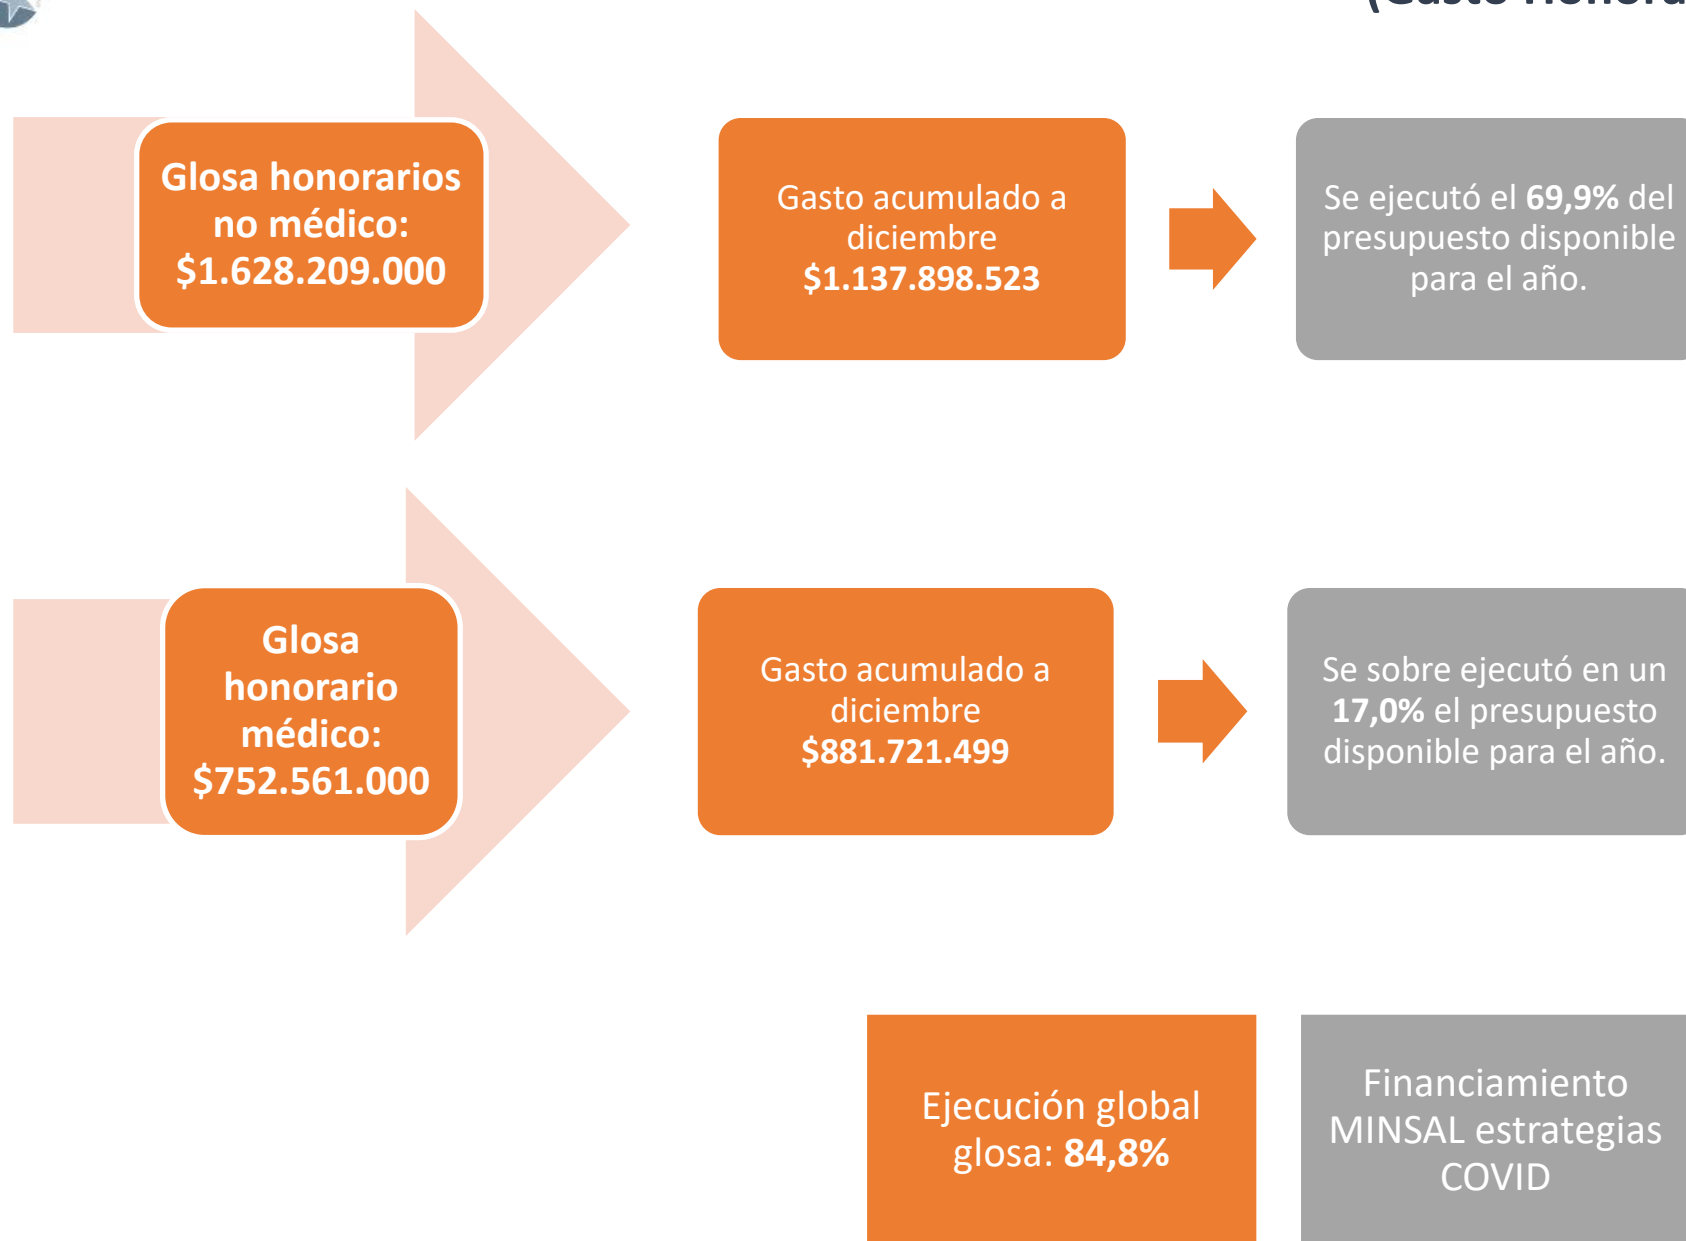 (Gasto Honora
Glosa honorarios
no médico:
$1.628.209.000
Gasto acumulado a
diciembre
$1.137.898.523
Se ejecutó el 69,9% del
presupuesto disponible
para el año.
Glosa
honorario
médico:
$752.561.000
Gasto acumulado a
diciembre
$881.721.499
Se sobre ejecutó en un
17,0% el presupuesto
disponible para el año.
Ejecución global
glosa: 84,8%
Financiamiento
MINSAL estrategias
COVID